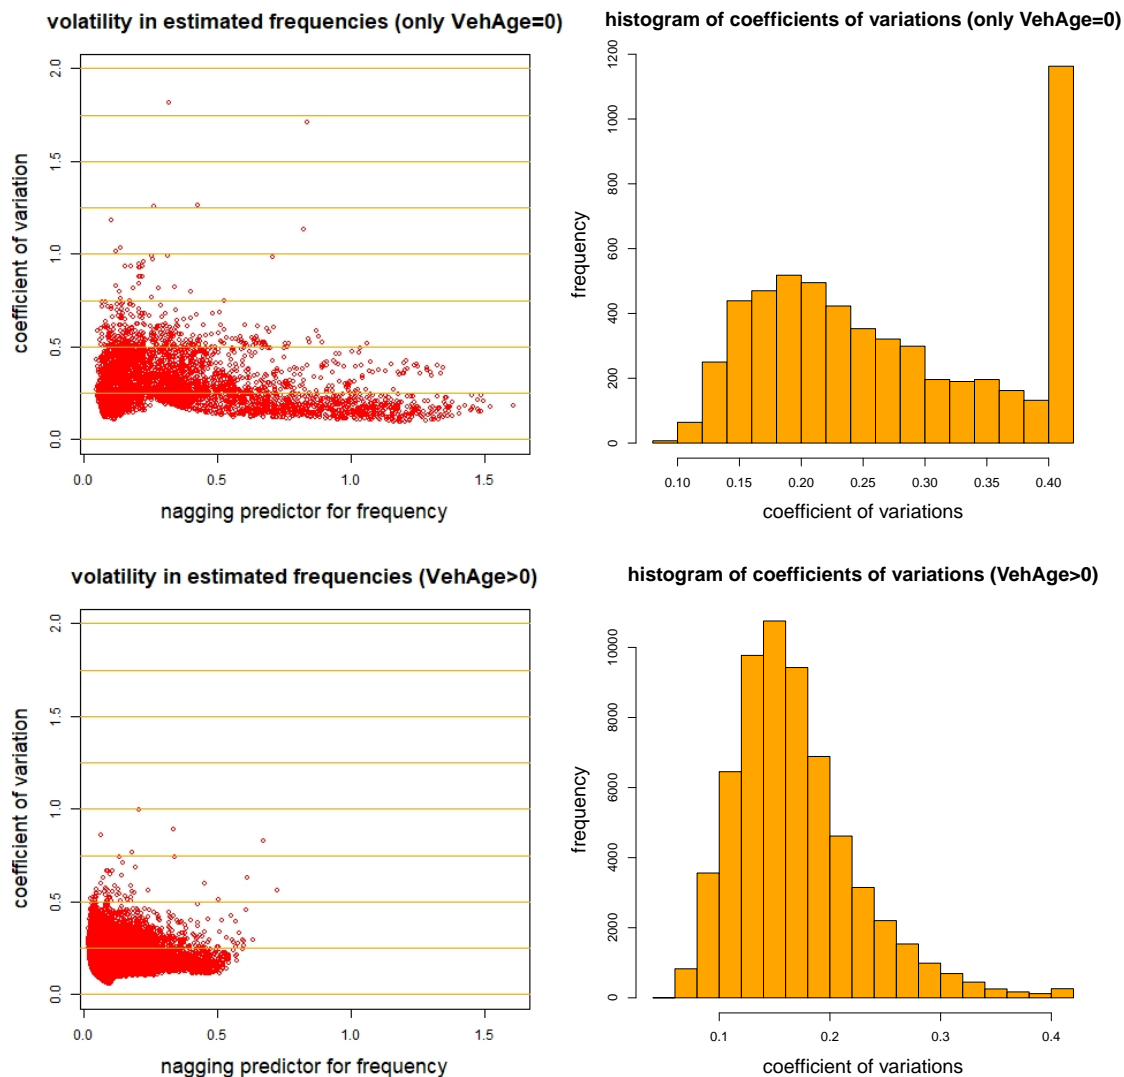 volatility in estimated frequencies (only VehAge=0)
coefficient of variation
2.0
1.5
1.0
0.5
0.0
0.0 0.5 1.0 1.5
nagging predictor for frequency
histogram of coefficients of variations (only VehAge=0)
frequency
1200
1000
800
600
400
200
0
0.10 0.15 0.20 0.25 0.30 0.35 0.40
coefficient of variations
volatility in estimated frequencies (VehAge>0)
coefficient of variation
2.0
1.5
1.0
0.5
0.0
0.0 0.5 1.0 1.5
nagging predictor for frequency
histogram of coefficients of variations (VehAge>0)
frequency
10000
8000
6000
4000
2000
0
0.1 0.2 0.3 0.4
coefficient of variations